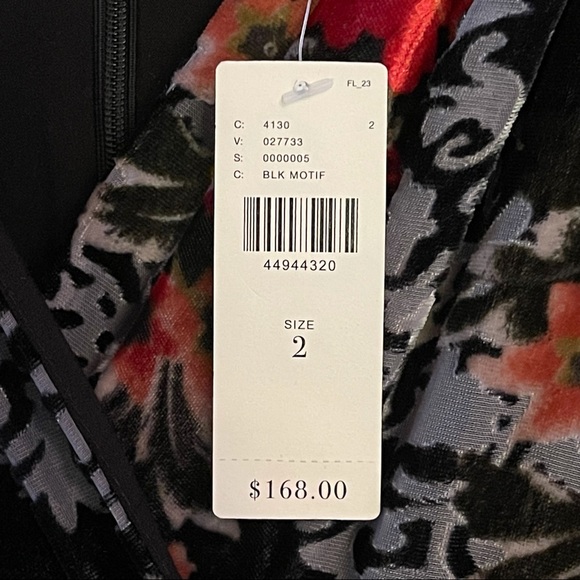 FL_23
C: 4130 2
V: 027733
S: 0000005
C: BLK MOTIF
44944320
SIZE
2
$168.00